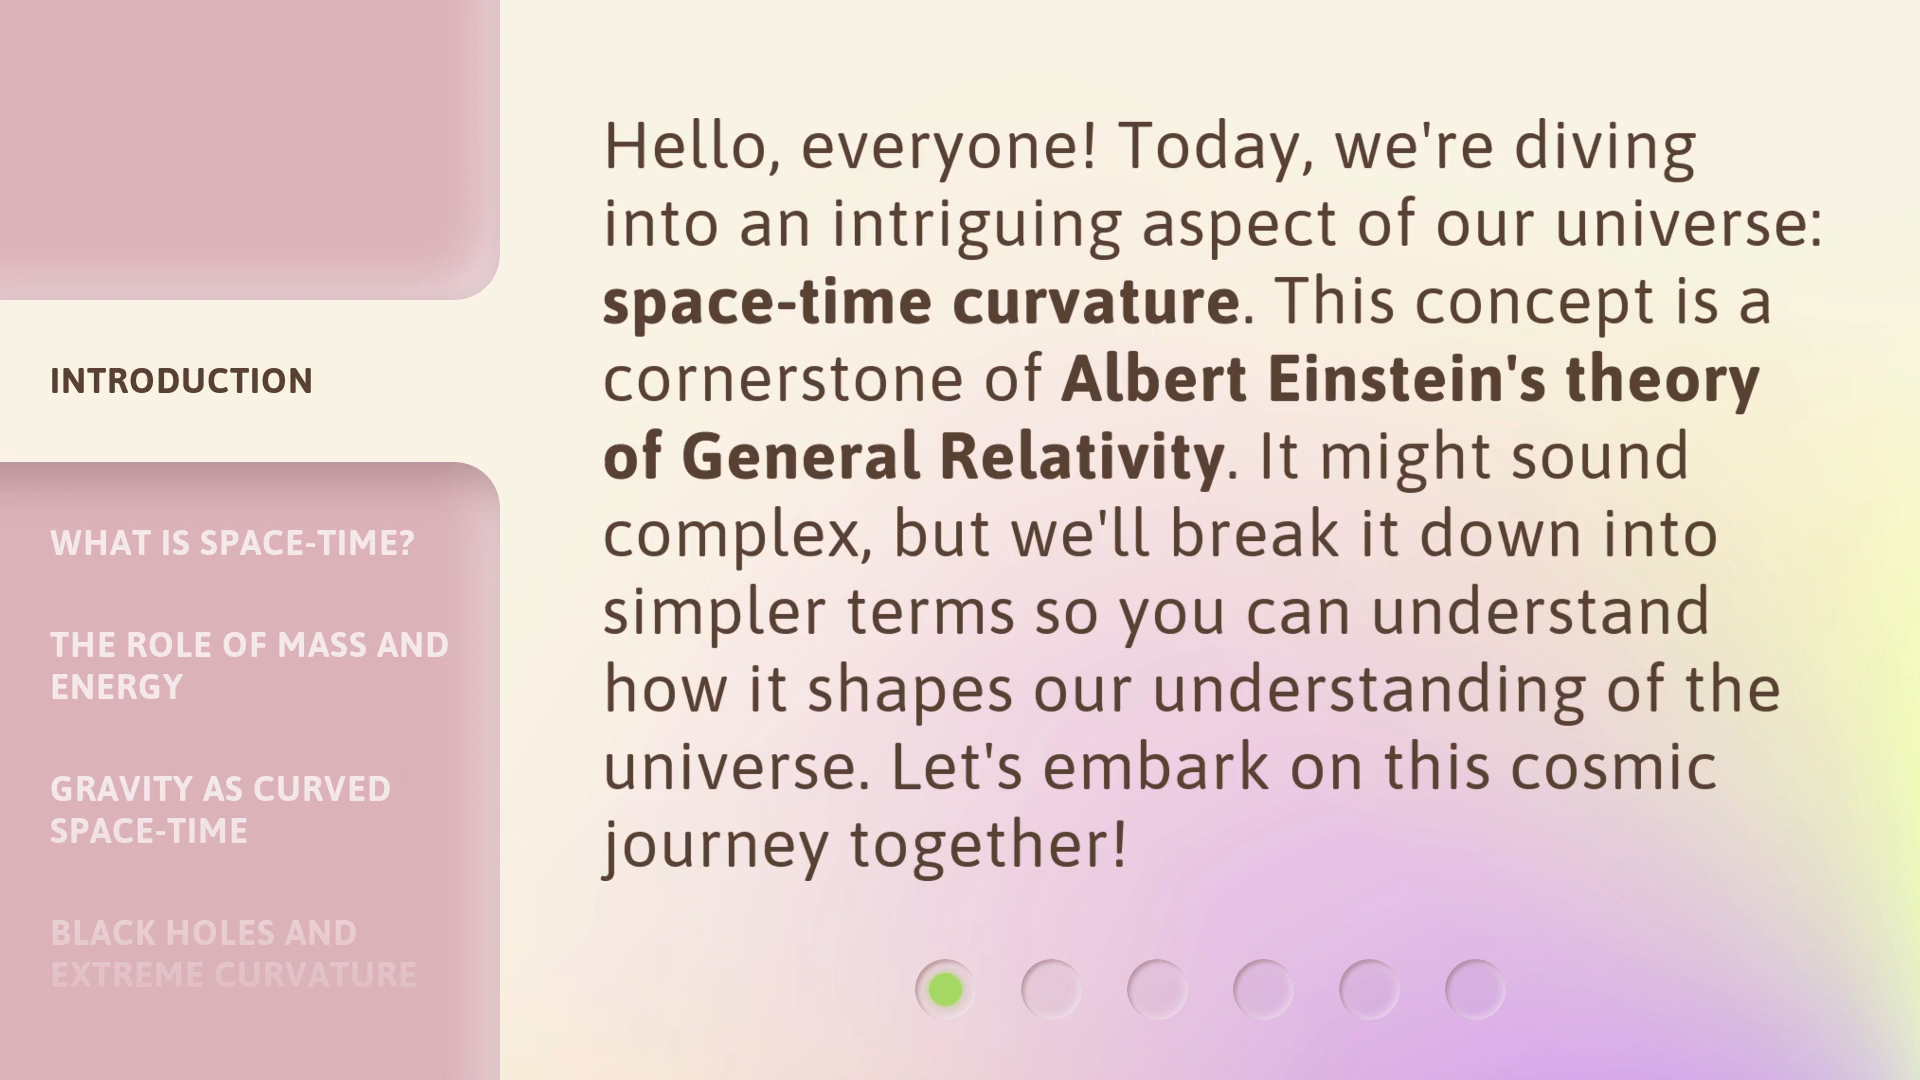 INTRODUCTION
WHAT IS SPACE-TIME?
THE ROLE OF MASS AND
ENERGY
GRAVITY AS CURVED
SPACE-TIME
BLACK HOLES AND
EXTREME CURVATURE
Hello, everyone! Today, we're diving
into an intriguing aspect of our universe:
space-time curvature. This concept is a
cornerstone of Albert Einstein's theory
of General Relativity. It might sound
complex, but we'll break it down into
simpler terms so you can understand
how it shapes our understanding of the
universe. Let's embark on this cosmic
journey together!